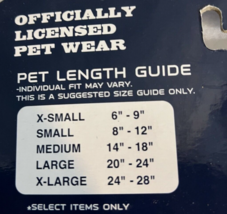 OFFICIALLY
LICENSED
PET WEAR
PET LENGTH GUIDE
-INDIVIDUAL FIT MAY VARY.
THIS IS A SUGGESTED SIZE GUIDE ONLY.
X-SMALL 6" - 9"
SMALL 8" - 12"
MEDIUM 14" - 18"
LARGE 20" - 24"
X-LARGE 24" - 28"
*SELECT ITEMS ONLY